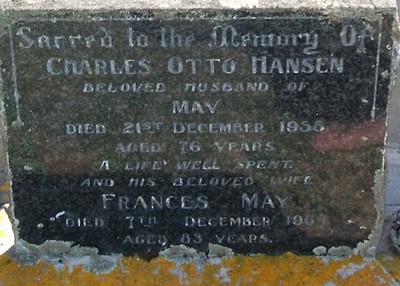 Sacred To The Memory Of
CHARLES OTTO HANSEN
BELOVED HUSBAND OF
MAY
DIED 21ST DECEMBER 1956
AGED 76 YEARS
A LIFE WELL SPENT.
AND HIS BELOVED WIFE
FRANCES MAY
DIED 7TH DECEMBER
AGED 83 YEARS.